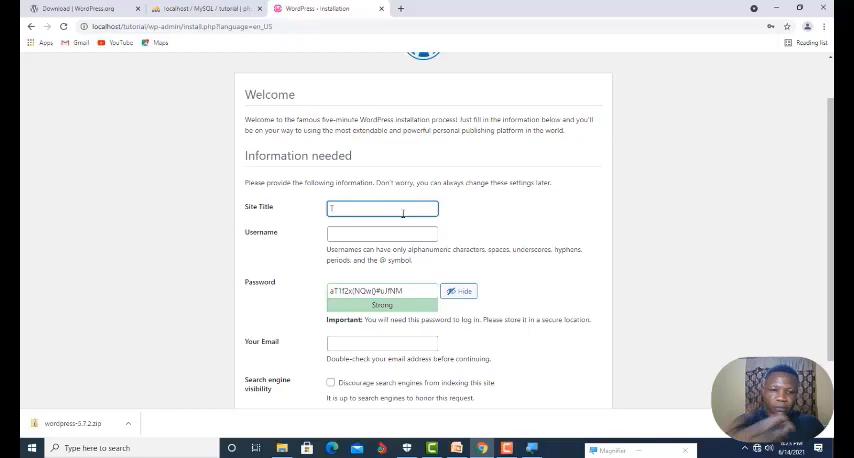 Download | WordPress.org
localhost / MySQL / tutorial | ph
WordPress › Installation
localhost/tutorial/wp-admin/install.php?language=en_US
Apps
Gmail
YouTube
Maps
Reading list
Welcome
Welcome to the famous five-minute WordPress installation process! Just fill in the information below and you'll
be on your way to using the most extendable and powerful personal publishing platform in the world.
Information needed
Please provide the following information. Don't worry, you can always change these settings later.
Site Title
T
Username
Usernames can have only alphanumeric characters, spaces, underscores, hyphens,
periods, and the @ symbol.
Password
Hide
Strong
Important: You will need this password to log in. Please store it in a secure location.
Your Email
Double-check your email address before continuing.
Search engine
visibility
Discourage search engines from indexing this site
It is up to search engines to honor this request.
wordpress-5.7.2.zip
Type here to search
Magnifier
6/14/2021